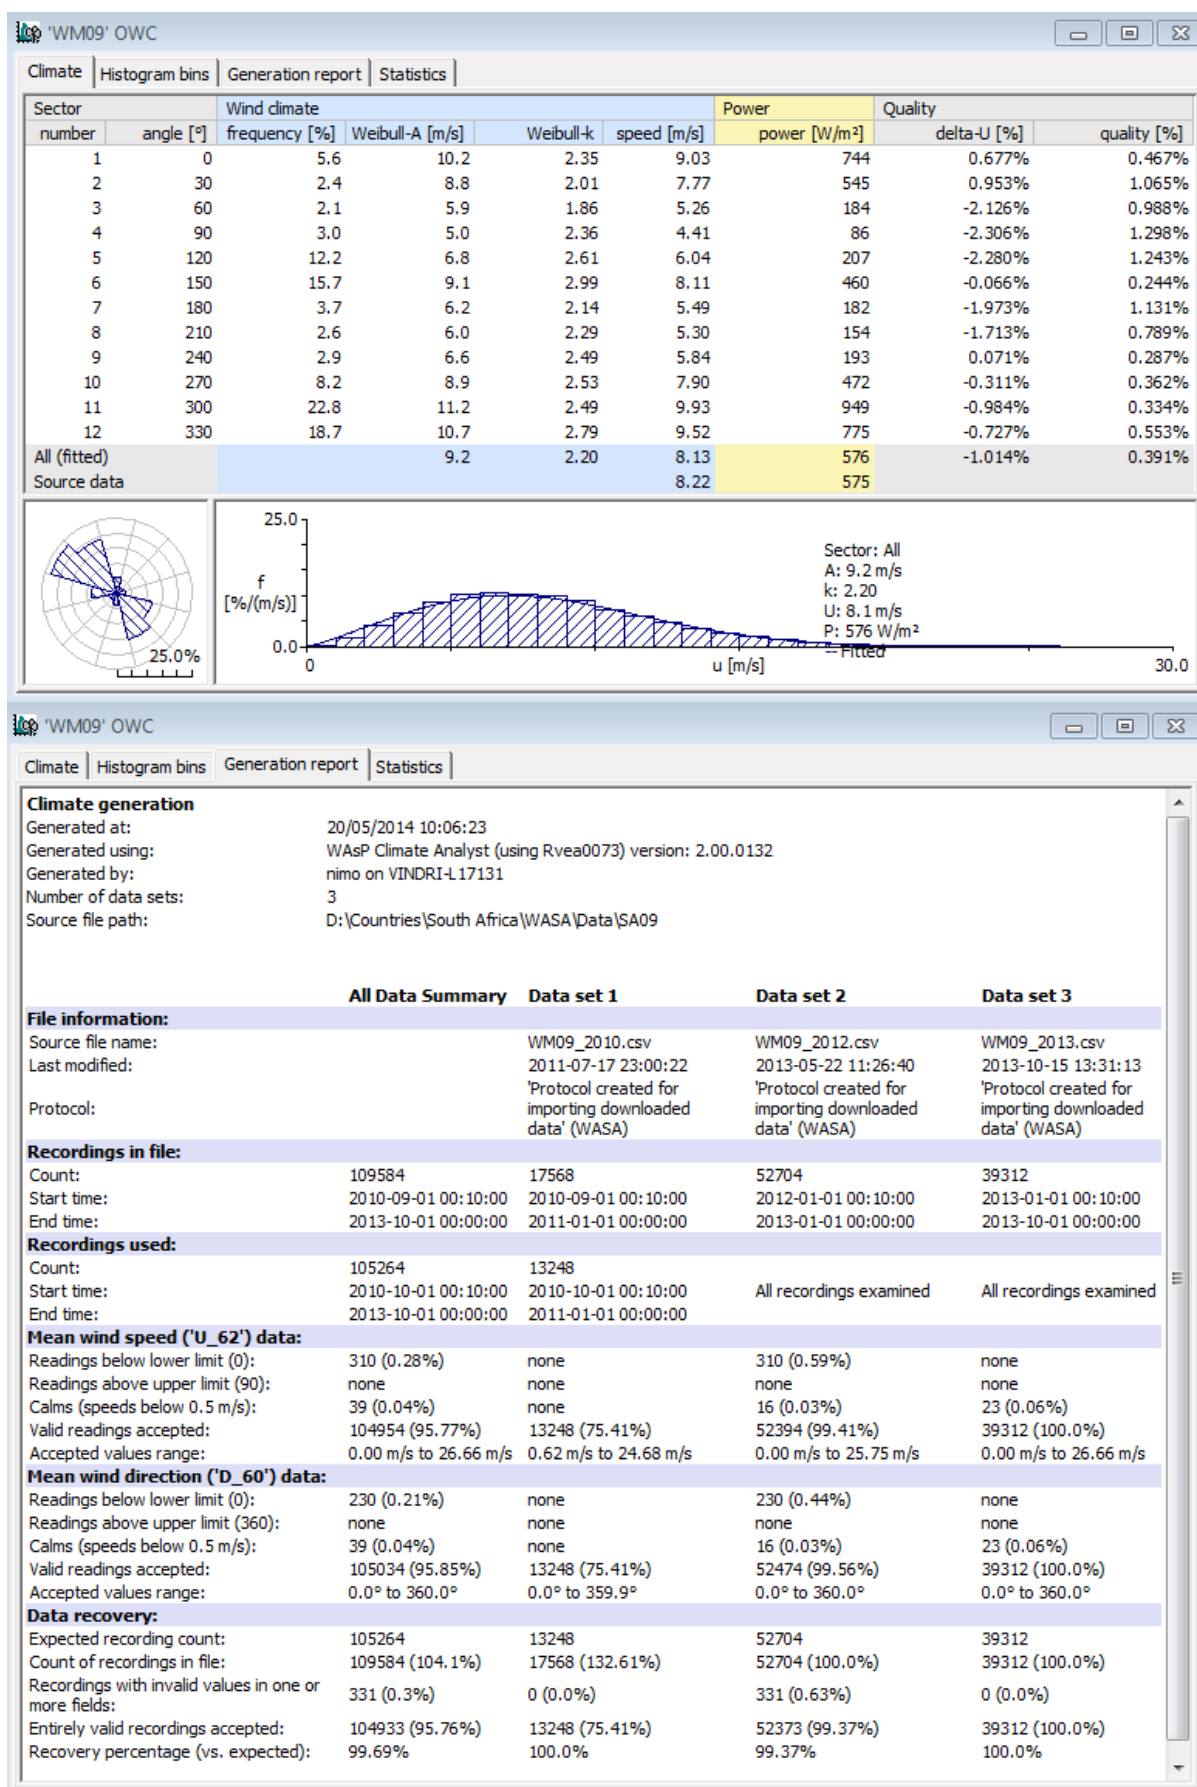 'WM09' OWC
Climate Histogram bins Generation report Statistics
Sector Wind climate Power Quality
number angle [°] frequency [%] Weibull-A [m/s] Weibull-k speed [m/s] power [W/m²] delta-U [%] quality [%]
1 0 5.6 10.2 2.35 9.03 744 0.677% 0.467%
2 30 2.4 8.8 2.01 7.77 545 0.953% 1.065%
3 60 2.1 5.9 1.86 5.26 184 -2.126% 0.988%
4 90 3.0 5.0 2.36 4.41 86 -2.306% 1.298%
5 120 12.2 6.8 2.61 6.04 207 -2.280% 1.243%
6 150 15.7 9.1 2.99 8.11 460 -0.066% 0.244%
7 180 3.7 6.2 2.14 5.49 182 -1.973% 1.131%
8 210 2.6 6.0 2.29 5.30 154 -1.713% 0.789%
9 240 2.9 6.6 2.49 5.84 193 0.071% 0.287%
10 270 8.2 8.9 2.53 7.90 472 -0.311% 0.362%
11 300 22.8 11.2 2.49 9.93 949 -0.984% 0.334%
12 330 18.7 10.7 2.79 9.52 775 -0.727% 0.553%
All (fitted) 9.2 2.20 8.13 576 -1.014% 0.391%
Source data 8.22 575
25.0%
25.0
f
[%/(m/s)]
0.0
0 u [m/s] 30.0
Sector: All
A: 9.2 m/s
k: 2.20
U: 8.1 m/s
P: 576 W/m²
-- Fitted
'WM09' OWC
Climate Histogram bins Generation report Statistics
Climate generation
Generated at: 20/05/2014 10:06:23
Generated using: WAsP Climate Analyst (using Rvea0073) version: 2.00.0132
Generated by: nimo on VINDRI-L17131
Number of data sets: 3
Source file path: D:\Countries\South Africa\WASA\Data\SA09
All Data Summary Data set 1 Data set 2 Data set 3
File information:
Source file name: WM09_2010.csv WM09_2012.csv WM09_2013.csv
Last modified: 2011-07-17 23:00:22 2013-05-22 11:26:40 2013-10-15 13:31:13
'Protocol created for 'Protocol created for 'Protocol created for
Protocol: importing downloaded importing downloaded importing downloaded
data' (WASA) data' (WASA) data' (WASA)
Recordings in file:
Count: 109584 17568 52704 39312
Start time: 2010-09-01 00:10:00 2010-09-01 00:10:00 2012-01-01 00:10:00 2013-01-01 00:10:00
End time: 2013-10-01 00:00:00 2011-01-01 00:00:00 2013-01-01 00:00:00 2013-10-01 00:00:00
Recordings used:
Count: 105264 13248
Start time: 2010-10-01 00:10:00 2010-10-01 00:10:00 All recordings examined All recordings examined
End time: 2013-10-01 00:00:00 2011-01-01 00:00:00
Mean wind speed ('U_62') data:
Readings below lower limit (0): 310 (0.28%) none 310 (0.59%) none
Readings above upper limit (90): none none none none
Calms (speeds below 0.5 m/s): 39 (0.04%) none 16 (0.03%) 23 (0.06%)
Valid readings accepted: 104954 (95.77%) 13248 (75.41%) 52394 (99.41%) 39312 (100.0%)
Accepted values range: 0.00 m/s to 26.66 m/s 0.62 m/s to 24.68 m/s 0.00 m/s to 25.75 m/s 0.00 m/s to 26.66 m/s
Mean wind direction ('D_60') data:
Readings below lower limit (0): 230 (0.21%) none 230 (0.44%) none
Readings above upper limit (360): none none none none
Calms (speeds below 0.5 m/s): 39 (0.04%) none 16 (0.03%) 23 (0.06%)
Valid readings accepted: 105034 (95.85%) 13248 (75.41%) 52474 (99.56%) 39312 (100.0%)
Accepted values range: 0.0° to 360.0° 0.0° to 359.9° 0.0° to 360.0° 0.0° to 360.0°
Data recovery:
Expected recording count: 105264 13248 52704 39312
Count of recordings in file: 109584 (104.1%) 17568 (132.61%) 52704 (100.0%) 39312 (100.0%)
Recordings with invalid values in one or
more fields: 331 (0.3%) 0 (0.0%) 331 (0.63%) 0 (0.0%)
Entirely valid recordings accepted: 104933 (95.76%) 13248 (75.41%) 52373 (99.37%) 39312 (100.0%)
Recovery percentage (vs. expected): 99.69% 100.0% 99.37% 100.0%